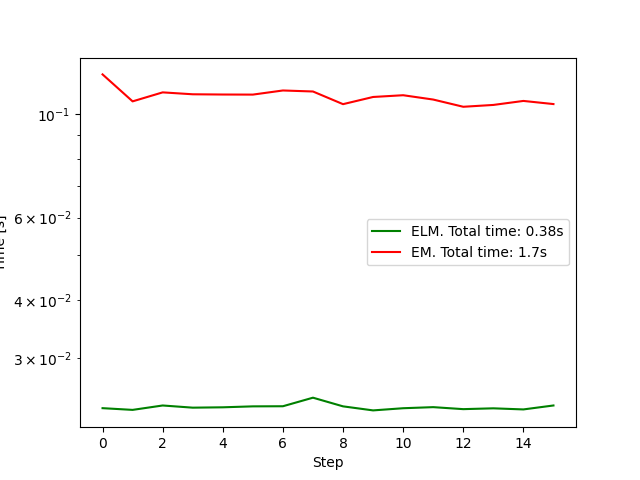 10⁻¹
6 × 10⁻²
4 × 10⁻²
3 × 10⁻²
ELM. Total time: 0.38s
EM. Total time: 1.7s
0 2 4 6 8 10 12 14
Step